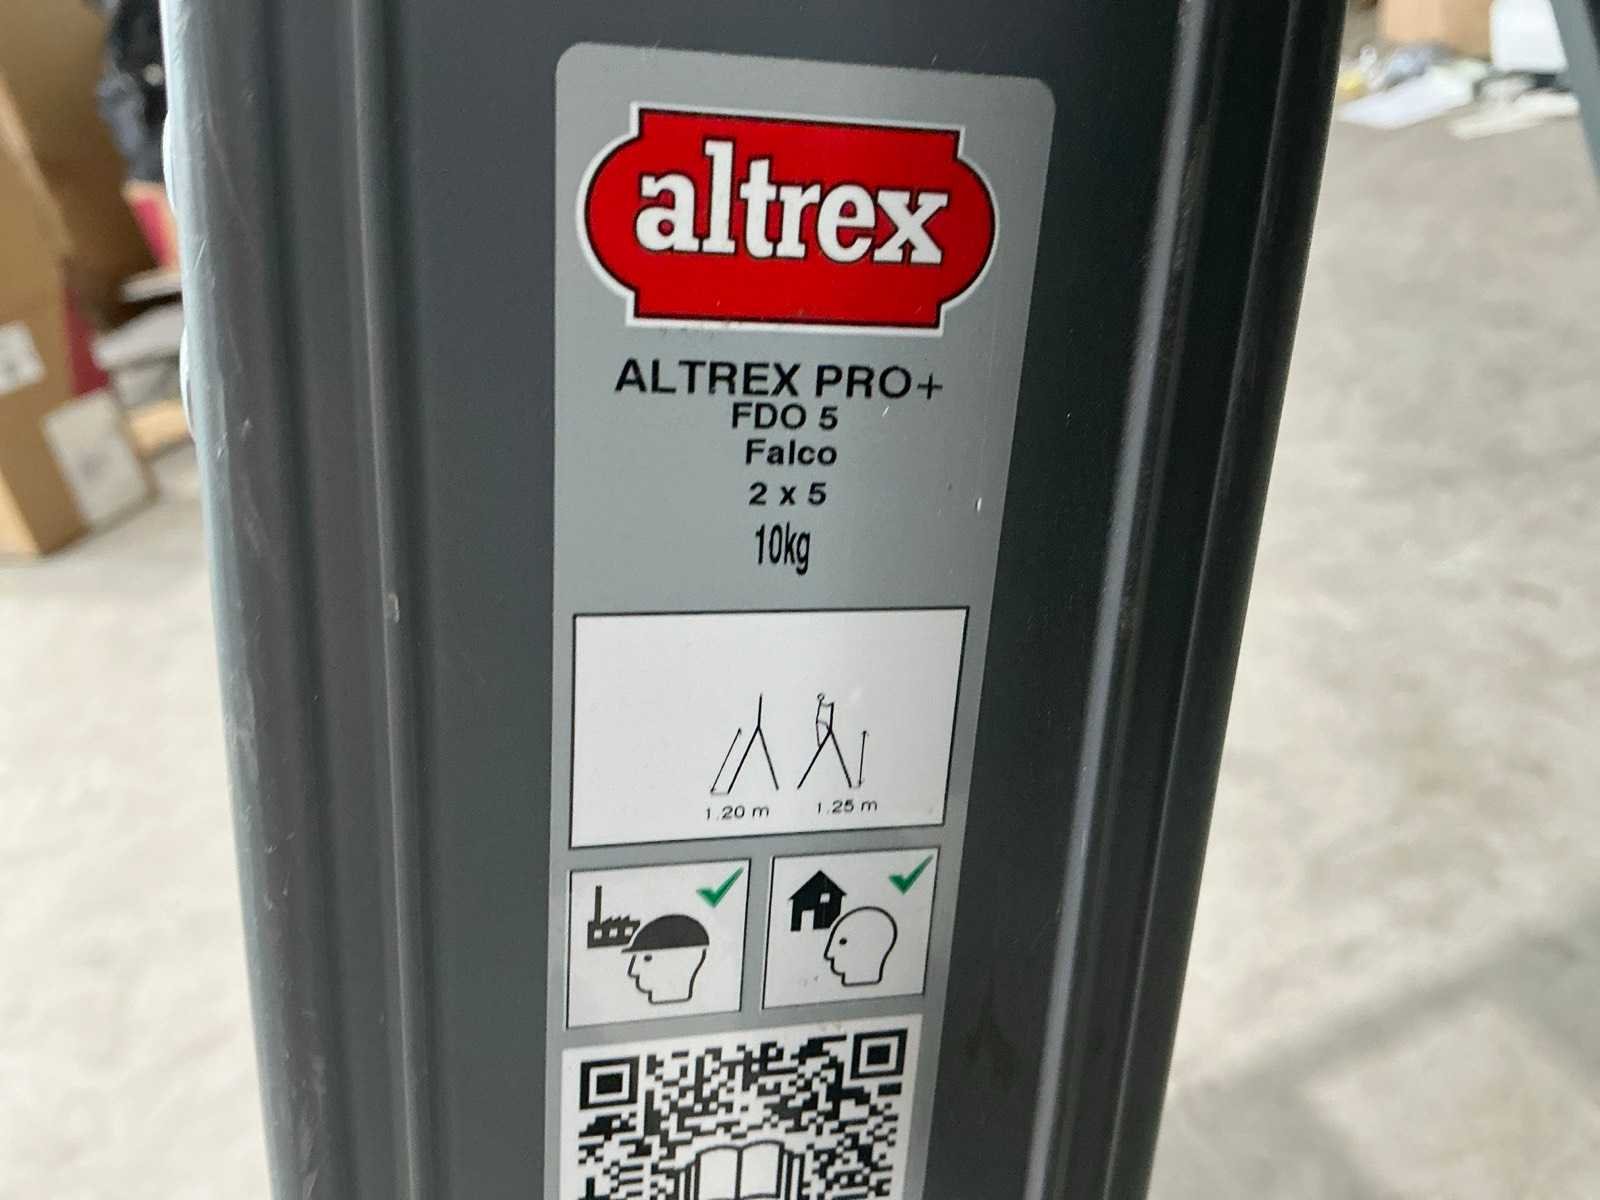 altrex
ALTREX PRO+
FDO 5
Falco
2 x 5
10kg
1.20 m 1.25 m